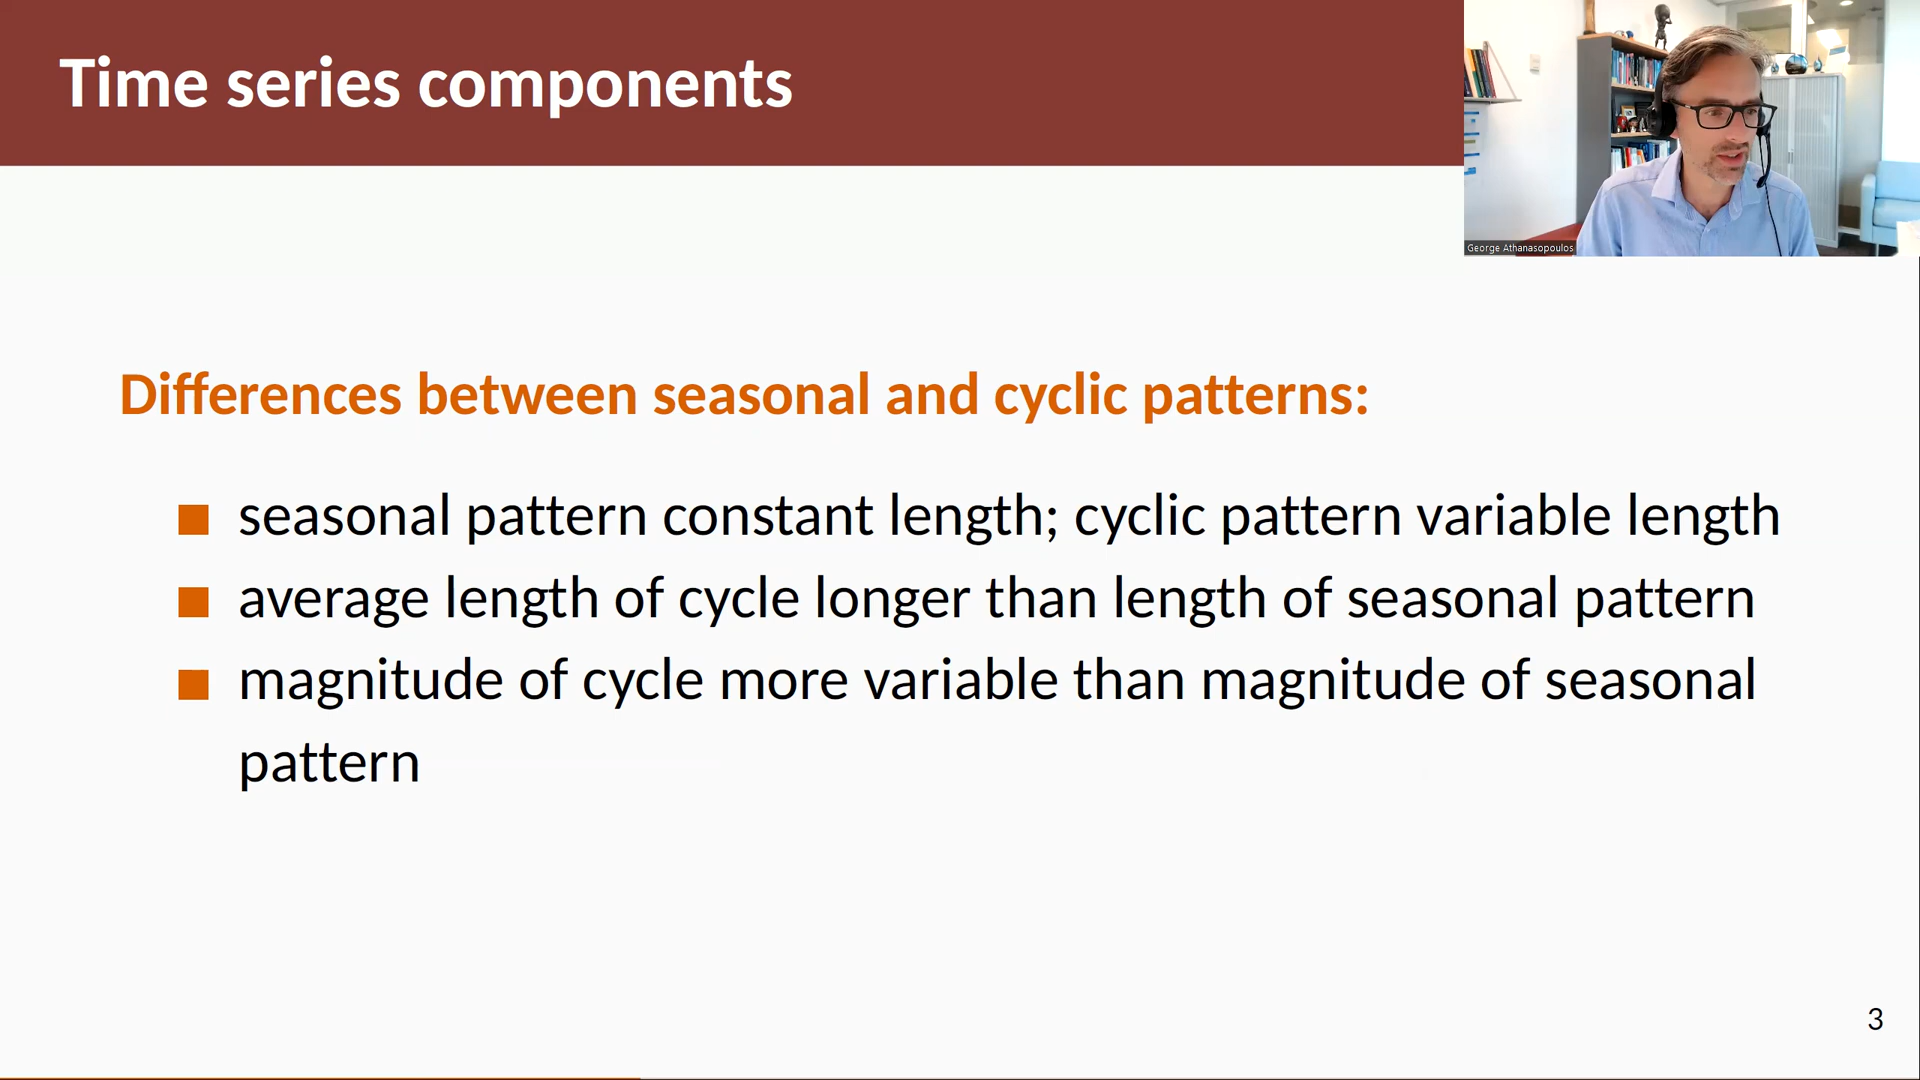 Time series components
George Athanasopoulos
Differences between seasonal and cyclic patterns:
seasonal pattern constant length; cyclic pattern variable length
average length of cycle longer than length of seasonal pattern
magnitude of cycle more variable than magnitude of seasonal
pattern
3